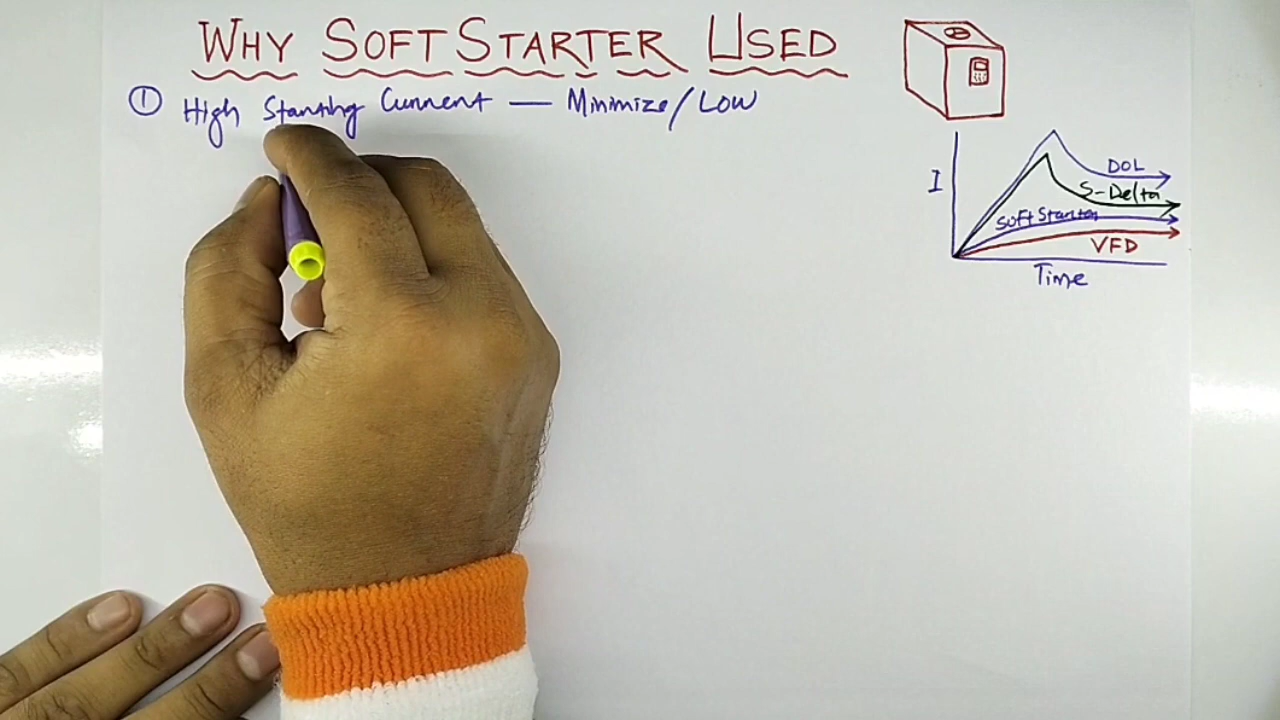 WHY SOFT STARTER USED
① High Starting Current — Minimize/Low
I
DOL
S-Delta
Soft Starter
VFD
Time